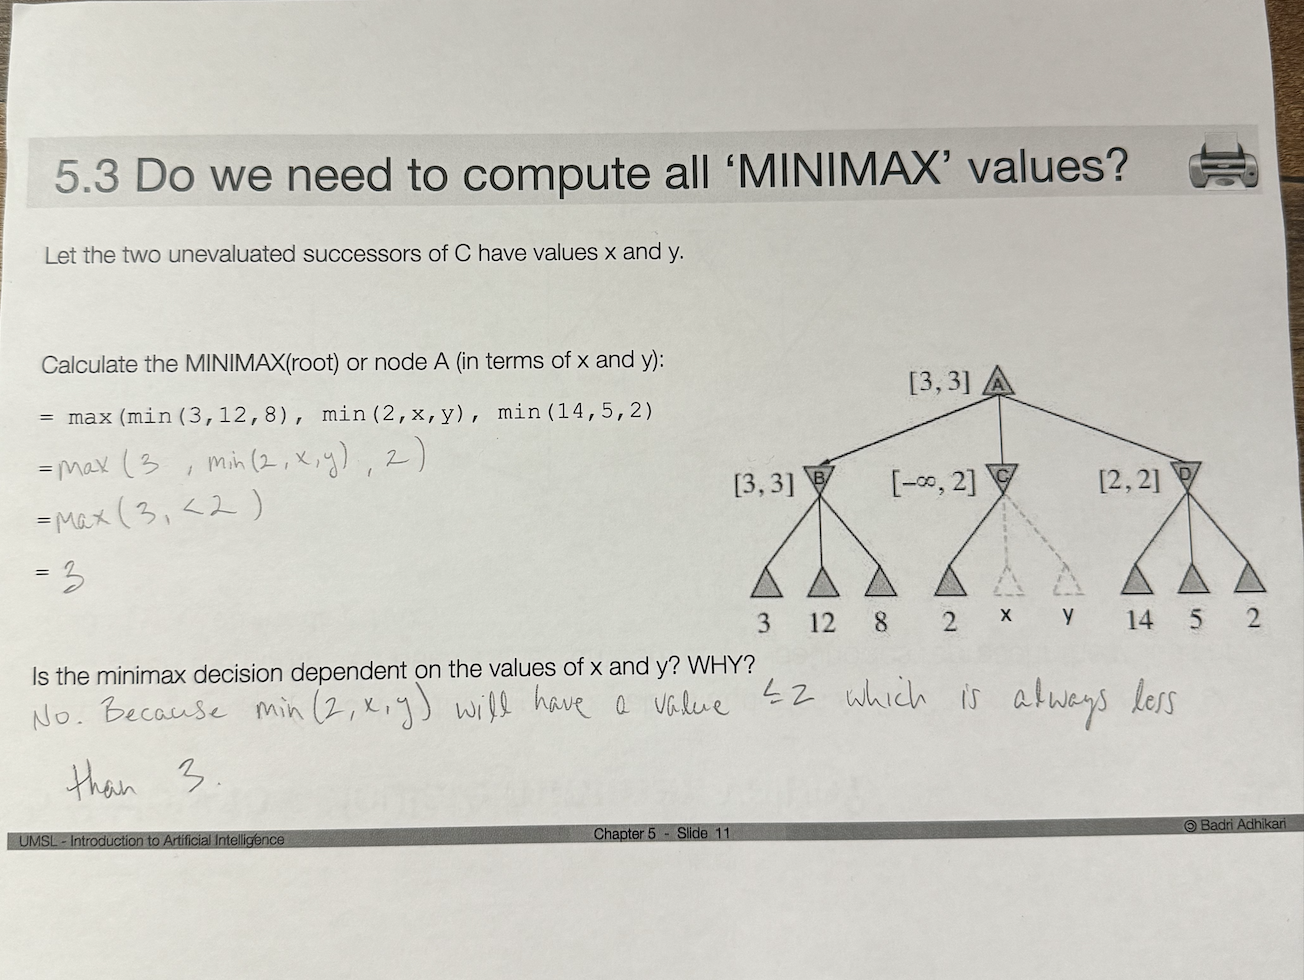 5.3 Do we need to compute all ‘MINIMAX’ values?
Let the two unevaluated successors of C have values x and y.
Calculate the MINIMAX(root) or node A (in terms of x and y):
= max(min(3,12,8), min(2,x,y), min(14,5,2)
= max (3 , min(2,x,y) , 2)
= max (3, <2 )
= 3
[3, 3] A
[3, 3] B [−∞, 2] C [2, 2] D
3 12 8 2 x y 14 5 2
Is the minimax decision dependent on the values of x and y? WHY?
No. Because min(2,x,y) will have a value ≤2 which is always less
than 3.
UMSL - Introduction to Artificial Intelligence Chapter 5 - Slide 11 © Badri Adhikari